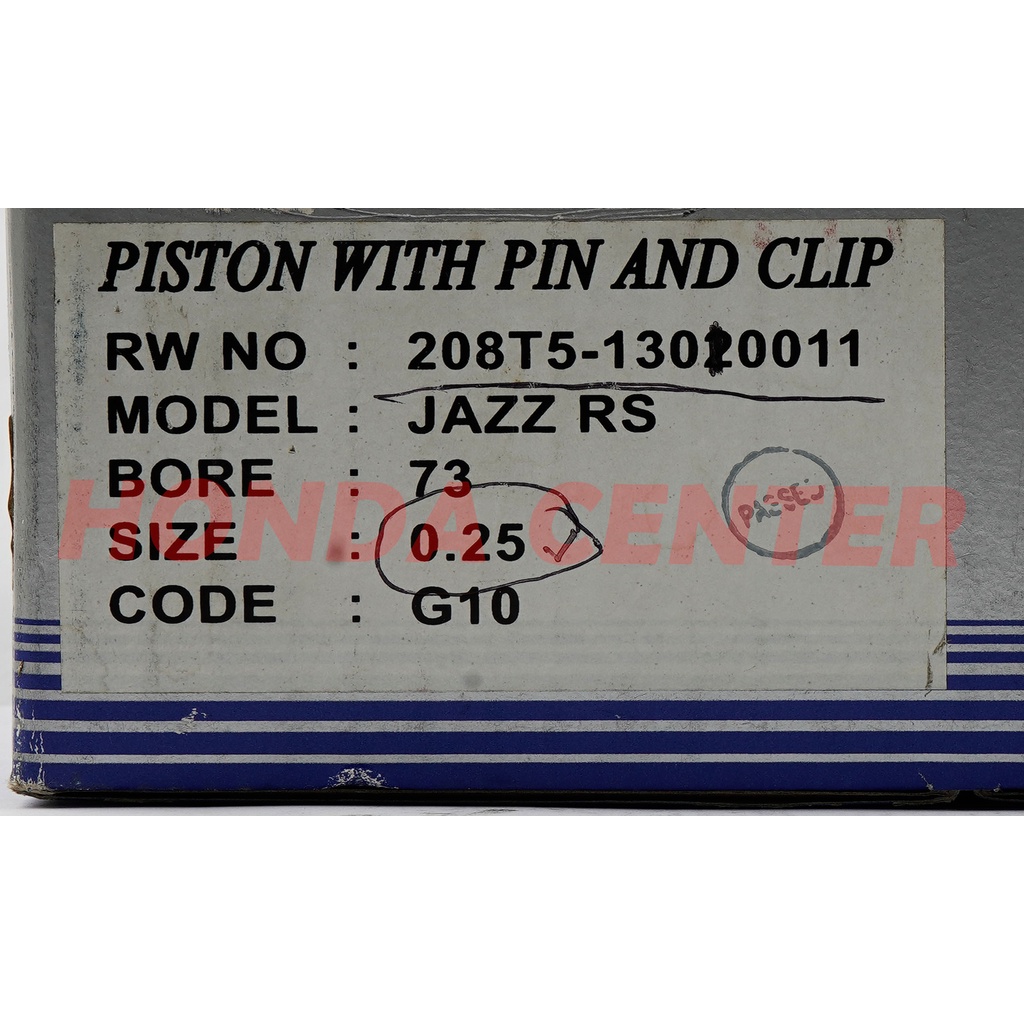 PISTON WITH PIN AND CLIP
RW NO : 208T5-13010011
MODEL : JAZZ RS
BORE : 73
HONDA CENTER
PASSED
SIZE : 0.25
CODE : G10